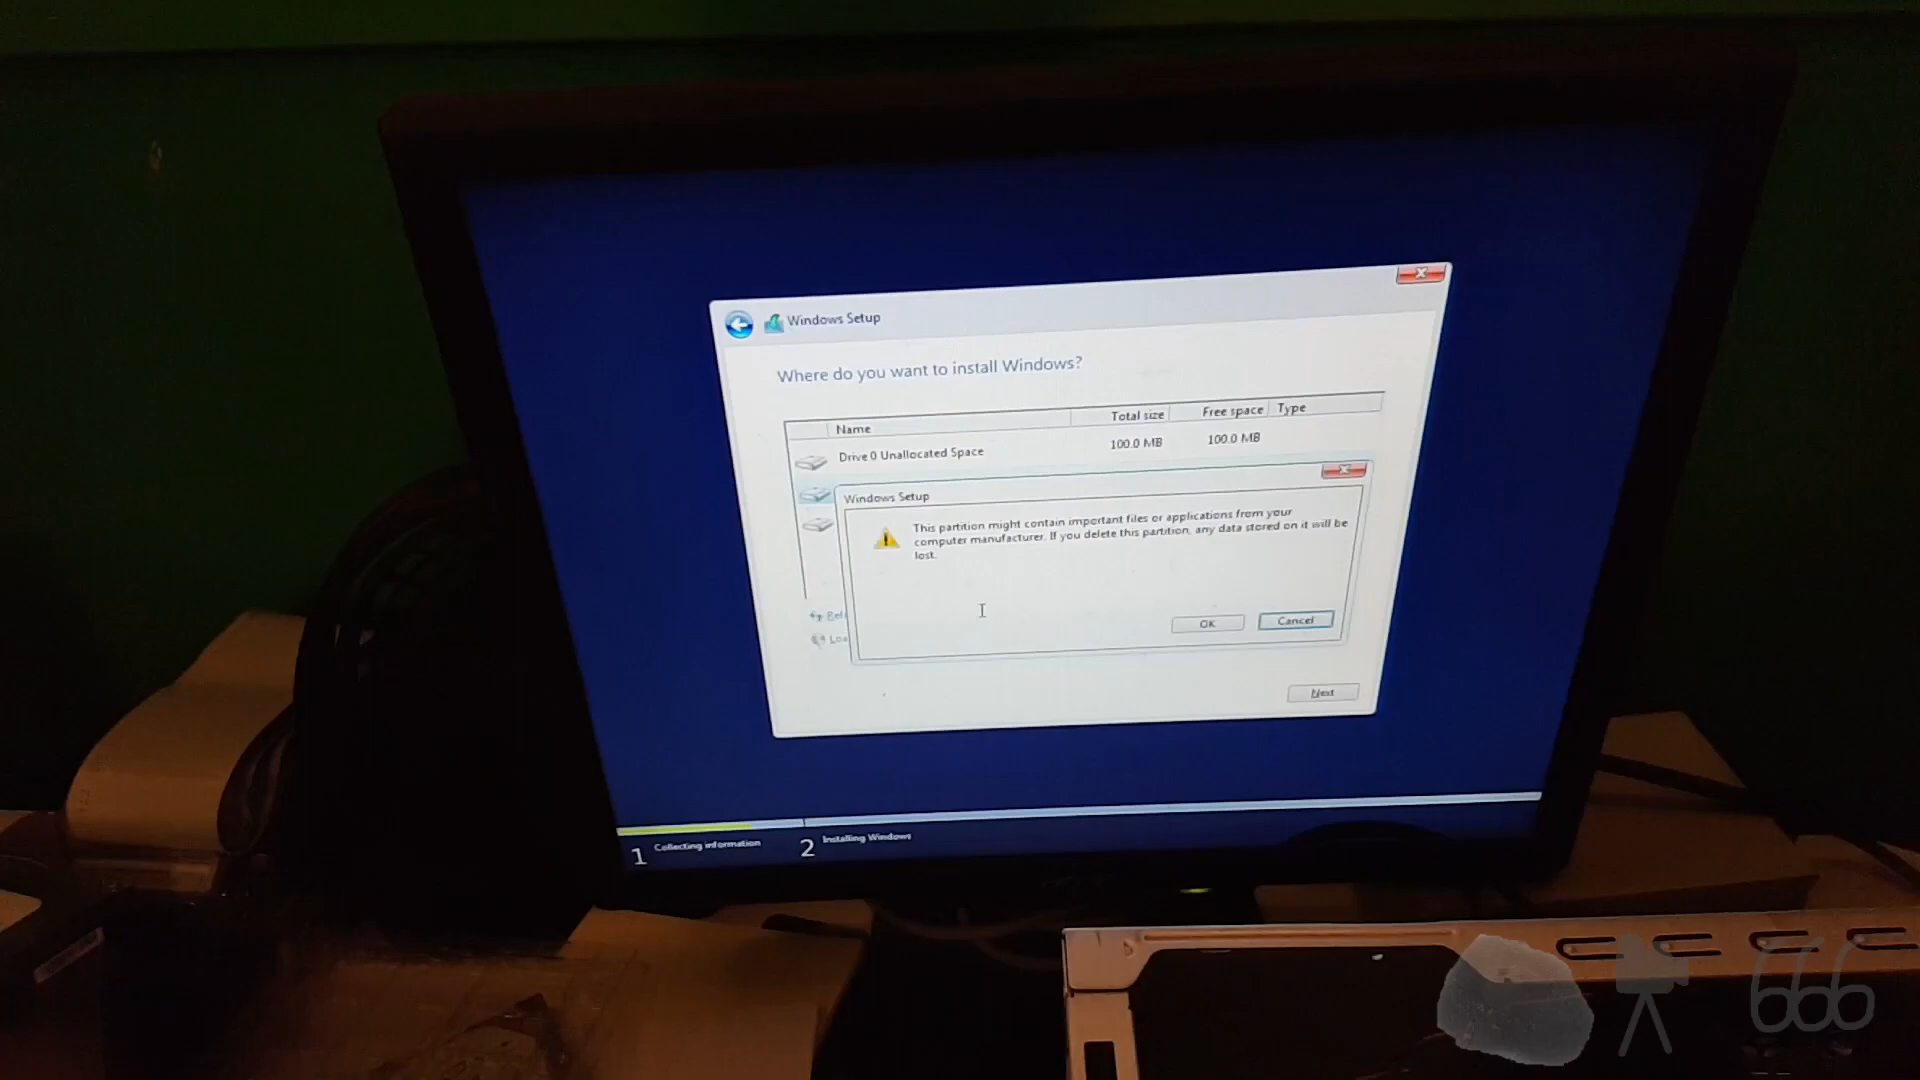 Windows Setup
Where do you want to install Windows?
Name Total size Free space Type
Drive 0 Unallocated Space 100.0 MB 100.0 MB
Windows Setup
This partition might contain important files or applications from your
computer manufacturer. If you delete this partition, any data stored on it will be
lost.
OK Cancel
Next
1 Collecting information 2 Installing Windows
666